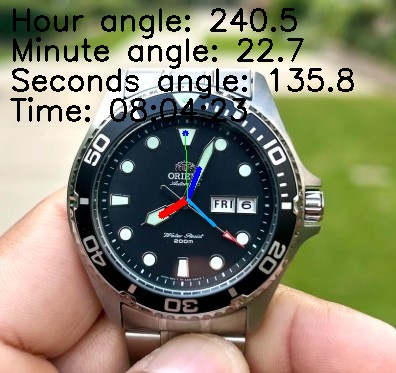 Hour angle: 240.5
Minute angle: 22.7
Seconds angle: 135.8
Time: 08:04:23
10
50
ORIENT
Automatic
FRI 6
Water Resist
200m
40
20
30